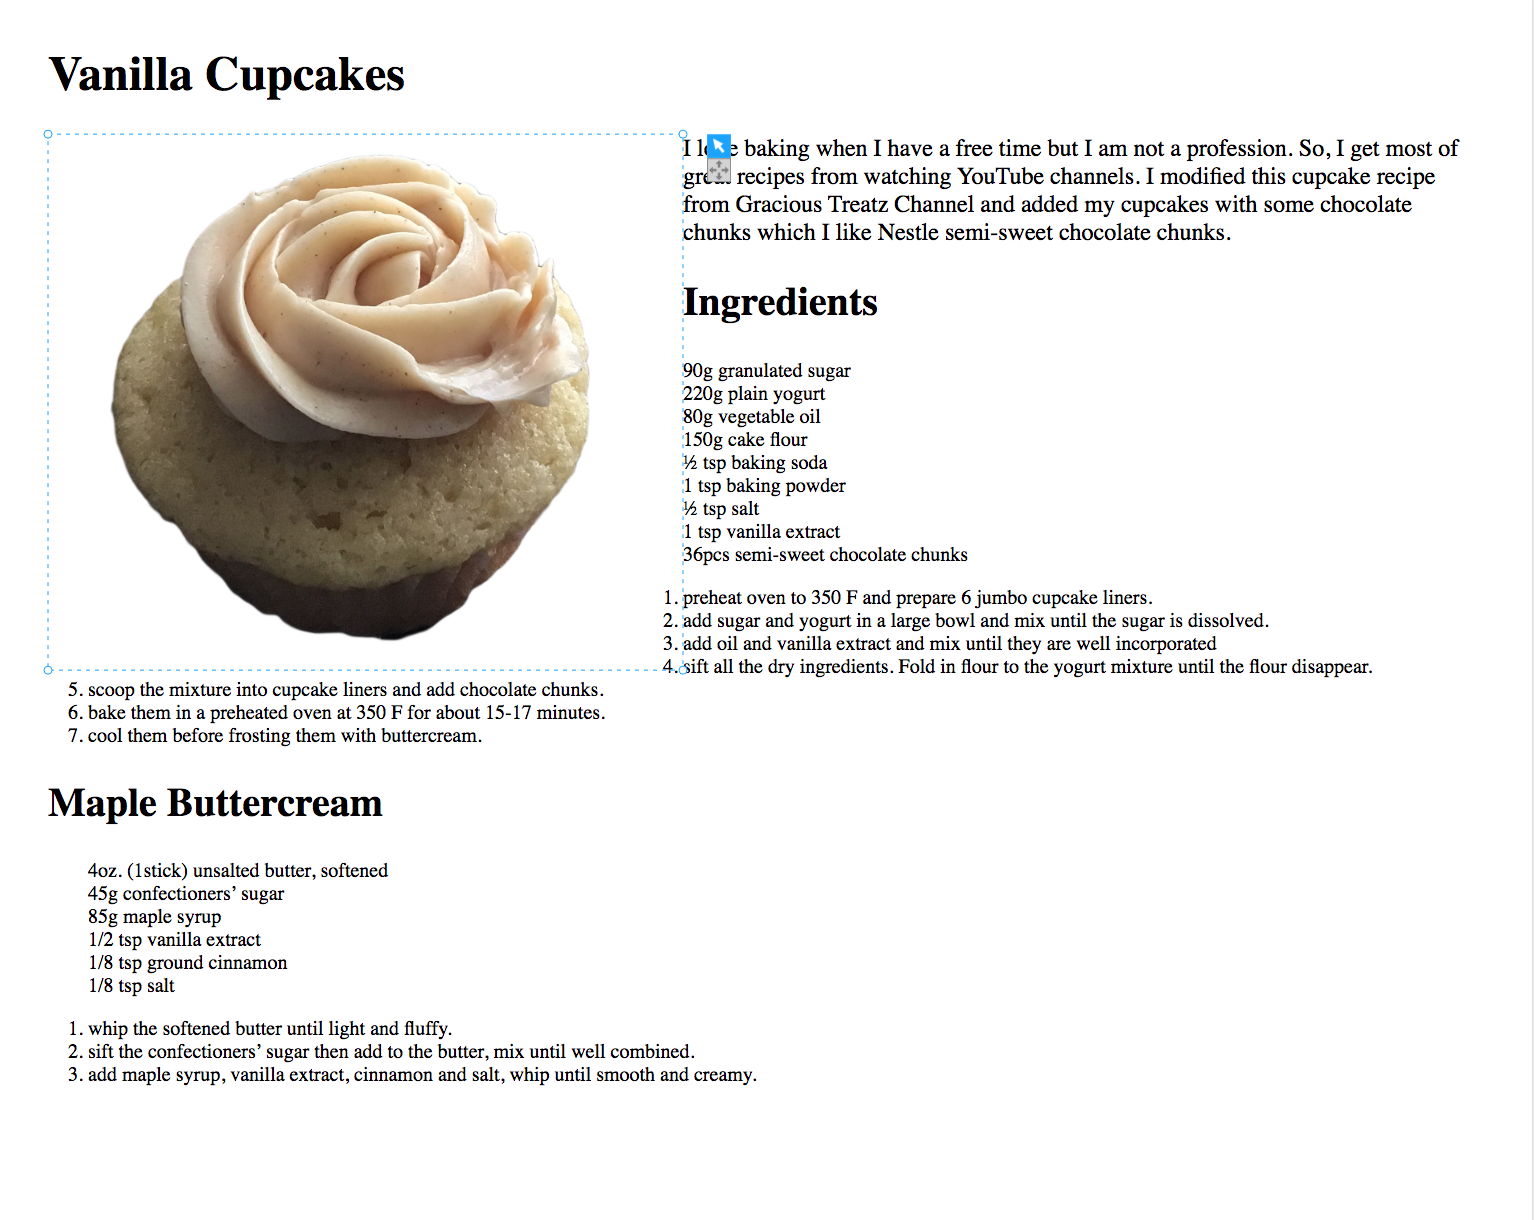 Vanilla Cupcakes
I baking when I have a free time but I am not a profession. So, I get most of
recipes from watching YouTube channels. I modified this cupcake recipe
from Gracious Treatz Channel and added my cupcakes with some chocolate
chunks which I like Nestle semi-sweet chocolate chunks.
Ingredients
90g granulated sugar
220g plain yogurt
80g vegetable oil
150g cake flour
½ tsp baking soda
1 tsp baking powder
½ tsp salt
1 tsp vanilla extract
36pcs semi-sweet chocolate chunks
1. preheat oven to 350 F and prepare 6 jumbo cupcake liners.
2. add sugar and yogurt in a large bowl and mix until the sugar is dissolved.
3. add oil and vanilla extract and mix until they are well incorporated
4. sift all the dry ingredients. Fold in flour to the yogurt mixture until the flour disappear.
5. scoop the mixture into cupcake liners and add chocolate chunks.
6. bake them in a preheated oven at 350 F for about 15-17 minutes.
7. cool them before frosting them with buttercream.
Maple Buttercream
4oz. (1stick) unsalted butter, softened
45g confectioners’ sugar
85g maple syrup
1/2 tsp vanilla extract
1/8 tsp ground cinnamon
1/8 tsp salt
1. whip the softened butter until light and fluffy.
2. sift the confectioners’ sugar then add to the butter, mix until well combined.
3. add maple syrup, vanilla extract, cinnamon and salt, whip until smooth and creamy.